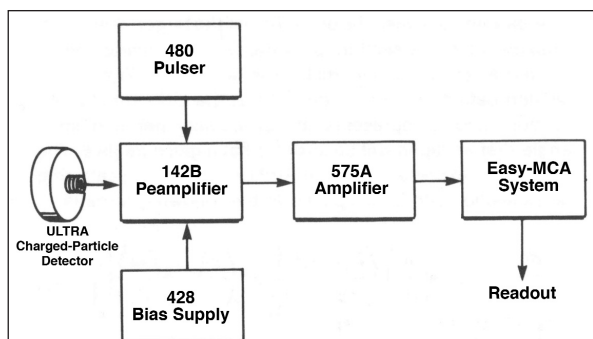 480
Pulser
142B
Peamplifier
575A
Amplifier
Easy-MCA
System
ULTRA
Charged-Particle
Detector
428
Bias Supply
Readout